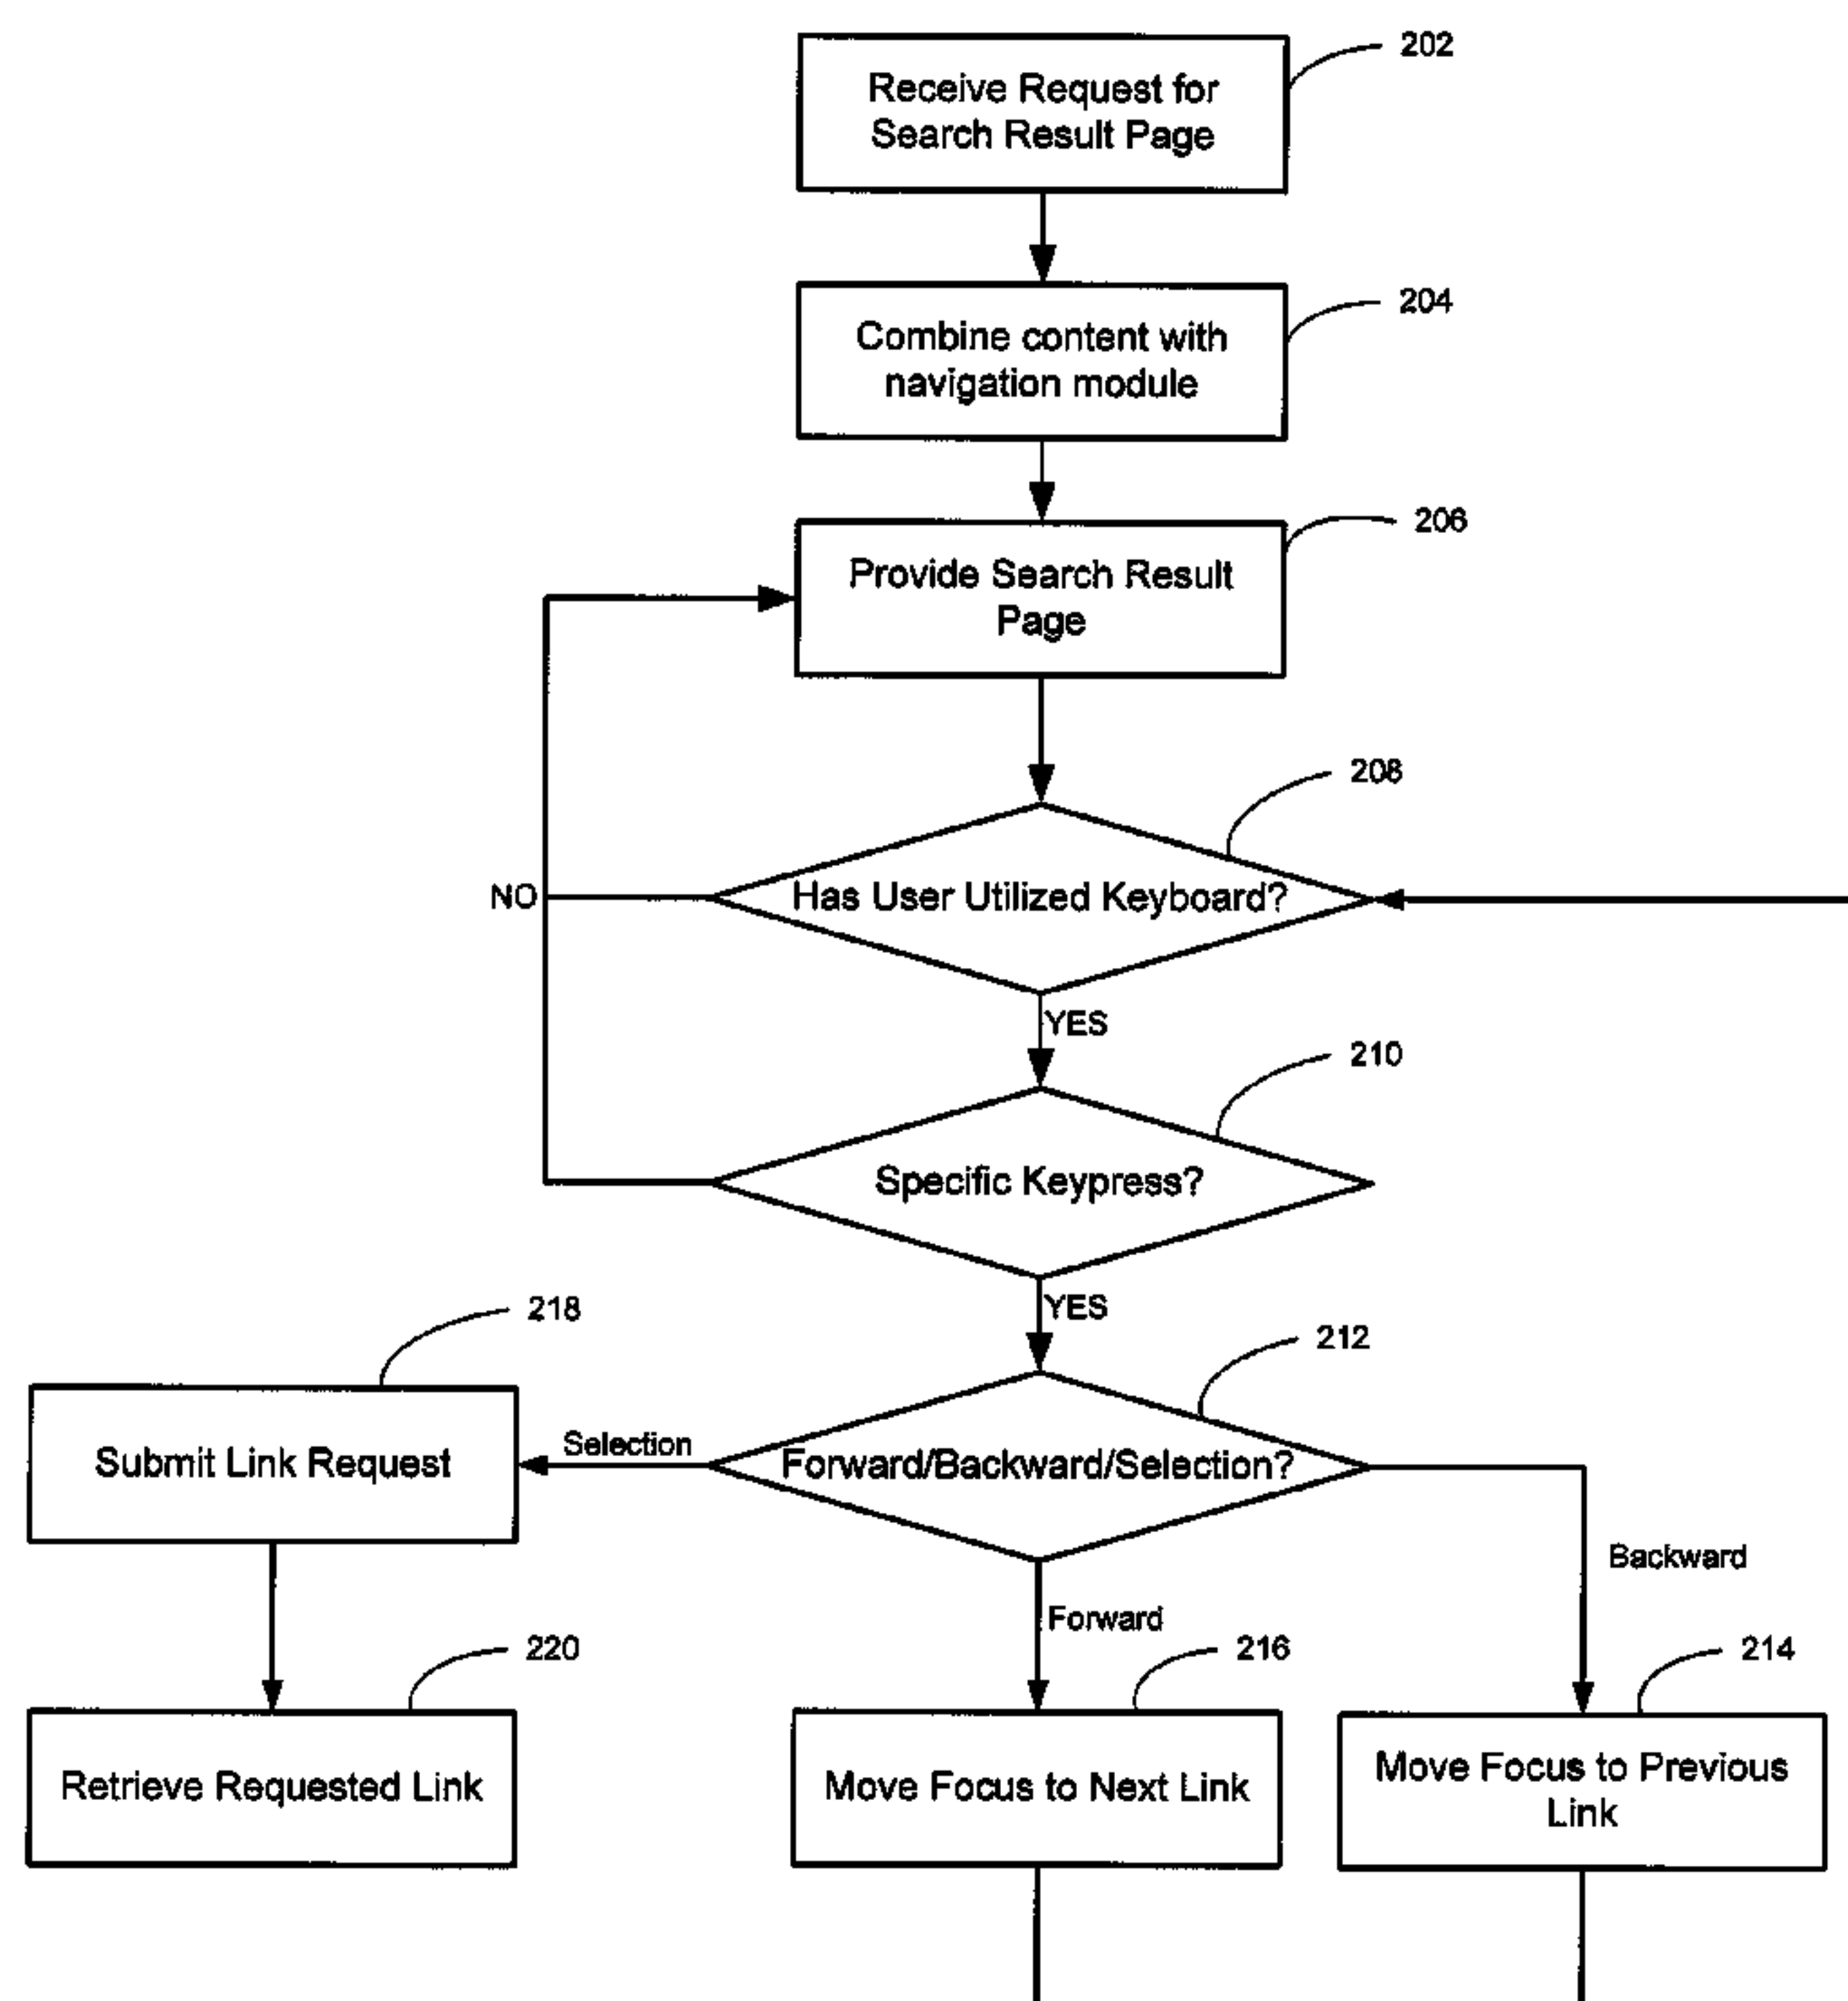 202
Receive Request for
Search Result Page
204
Combine content with
navigation module
206
Provide Search Result
Page
208
NO
Has User Utilized Keyboard?
YES
210
Specific Keypress?
YES
218
212
Submit Link Request
Selection
Forward/Backward/Selection?
Backward
Forward
220
216
214
Retrieve Requested Link
Move Focus to Next Link
Move Focus to Previous
Link